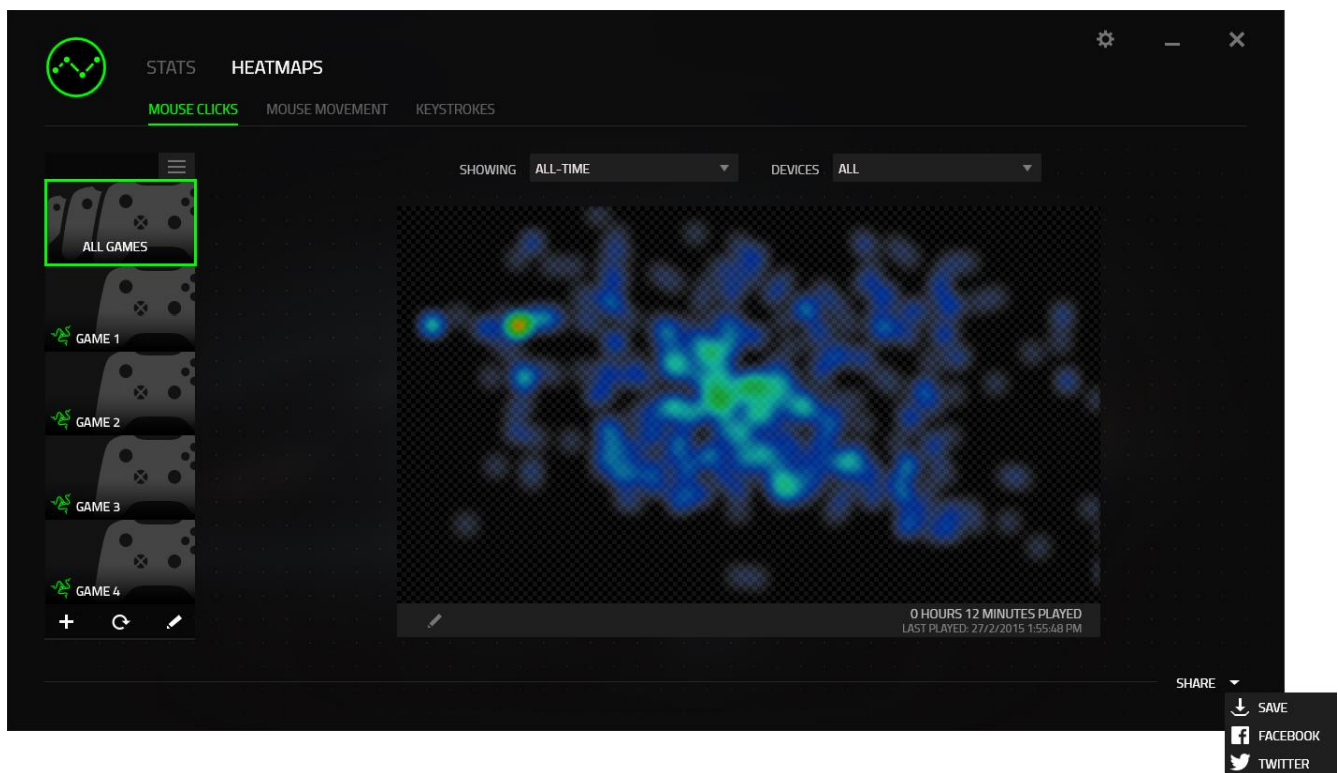 STATS HEATMAPS
MOUSE CLICKS MOUSE MOVEMENT KEYSTROKES
SHOWING ALL-TIME DEVICES ALL
ALL GAMES
GAME 1
GAME 2
GAME 3
GAME 4
0 HOURS 12 MINUTES PLAYED
LAST PLAYED: 27/2/2015 1:55:48 PM
SHARE
SAVE
FACEBOOK
TWITTER